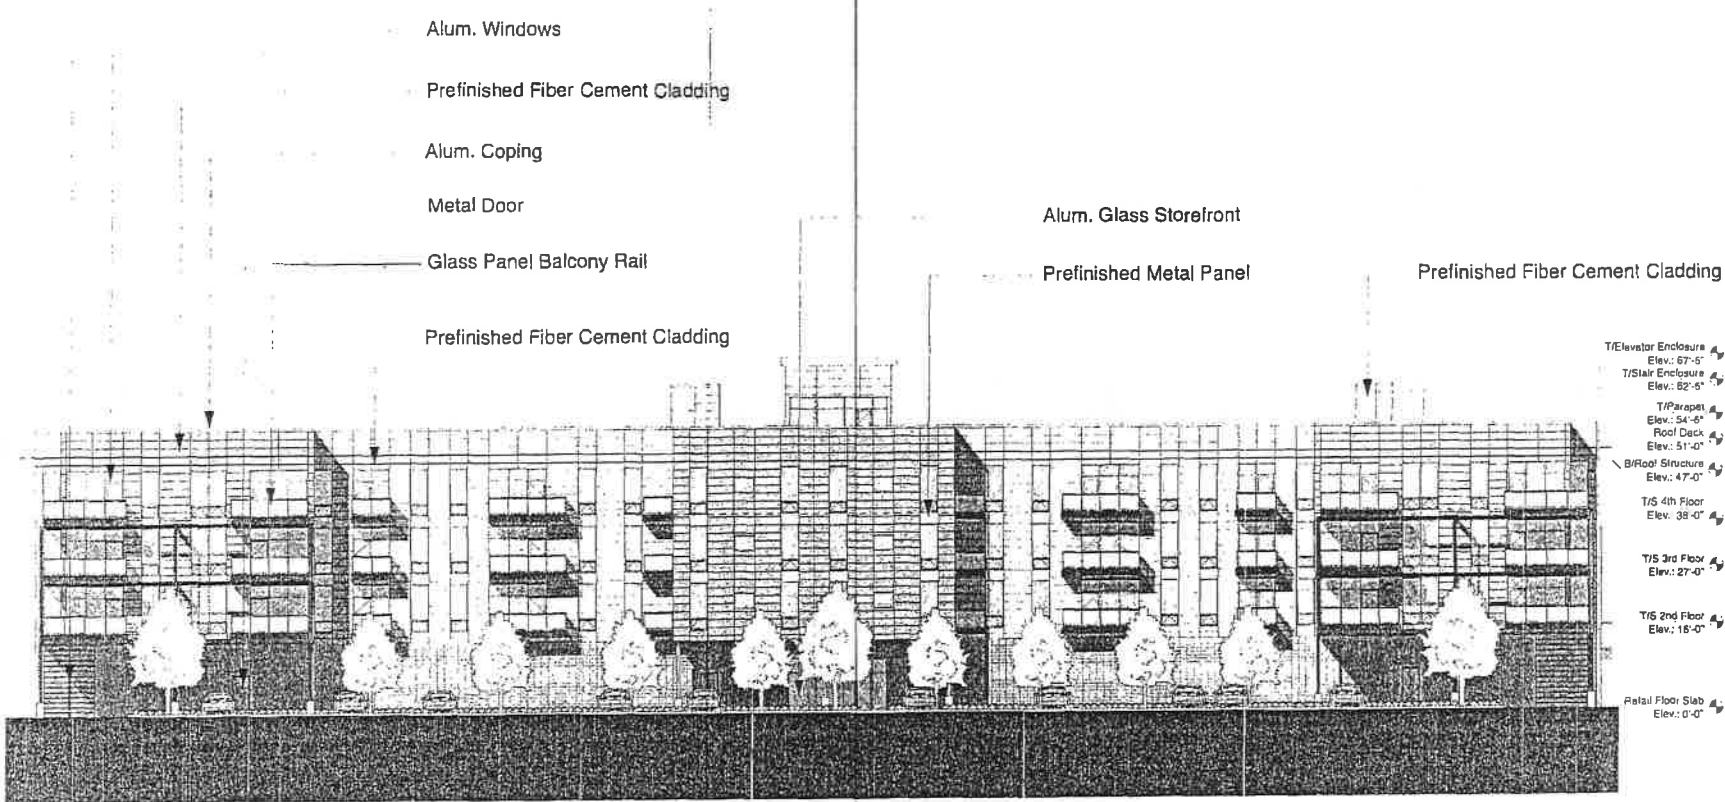 Alum. Windows
Prefinished Fiber Cement Cladding
Alum. Coping
Metal Door
Glass Panel Balcony Rail
Prefinished Fiber Cement Cladding
Alum. Glass Storefront
Prefinished Metal Panel
Prefinished Fiber Cement Cladding
T/Elevator Enclosure
Elev.: 67'-6"
T/Stair Enclosure
Elev.: 62'-6"
T/Parapet
Elev.: 54'-6"
Roof Deck
Elev.: 51'-0"
B/Roof Structure
Elev.: 47'-0"
T/S 4th Floor
Elev. 38'-0"
T/S 3rd Floor
Elev.: 27'-0"
T/S 2nd Floor
Elev.: 16'-0"
Retail Floor Slab
Elev.: 0'-0"